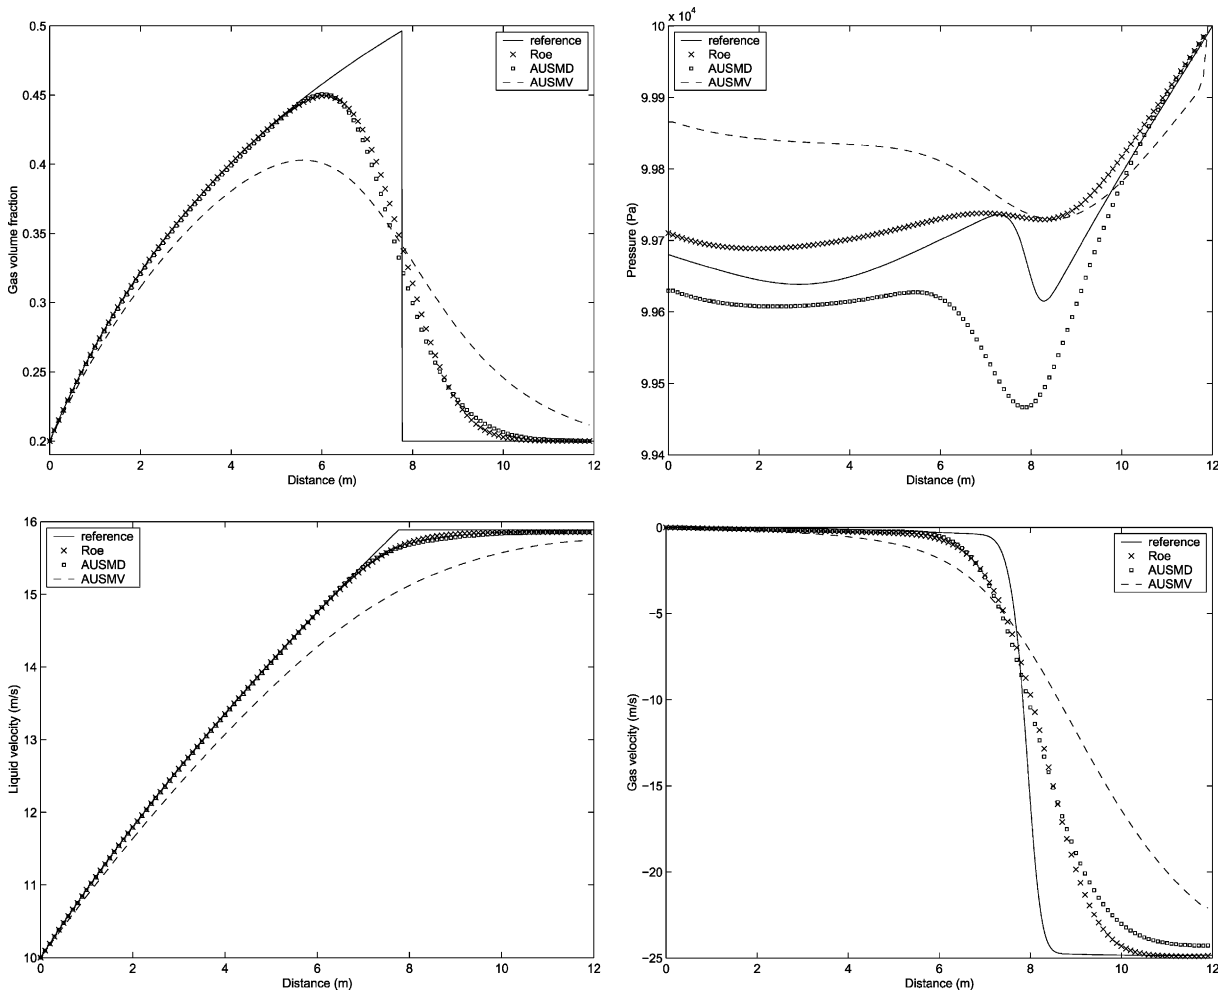 0.5
0.45
0.4
0.35
0.3
0.25
0.2
0 2 4 6 8 10 12
Distance (m)
Gas volume fraction
reference
Roe
AUSMD
AUSMV
x 10⁴
10
9.99
9.98
9.97
9.96
9.95
9.94
0 2 4 6 8 10 12
Distance (m)
Pressure (Pa)
reference
Roe
AUSMD
AUSMV
16
15
14
13
12
11
10
0 2 4 6 8 10 12
Distance (m)
Liquid velocity (m/s)
reference
Roe
AUSMD
AUSMV
0
−5
−10
−15
−20
−25
0 2 4 6 8 10 12
Distance (m)
Gas velocity (m/s)
reference
Roe
AUSMD
AUSMV